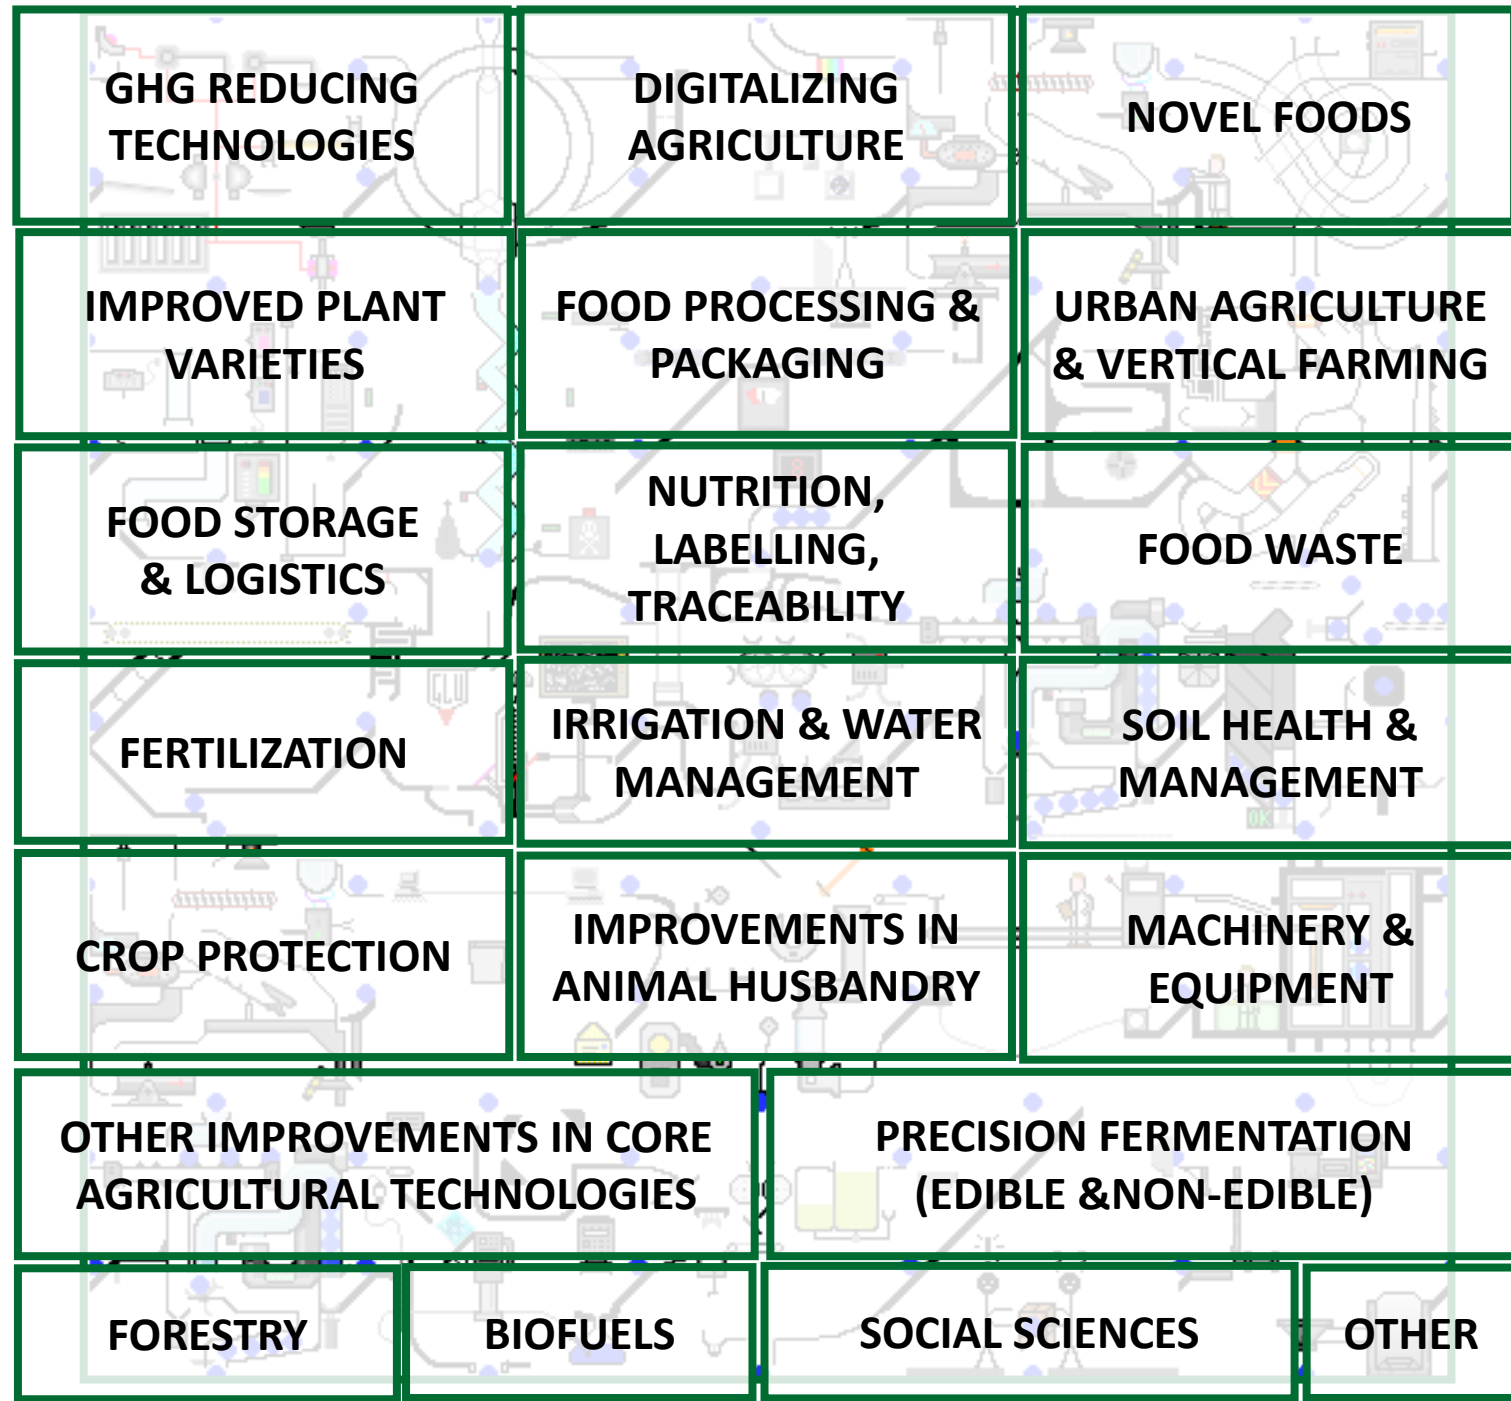 GHG REDUCING
TECHNOLOGIES
DIGITALIZING
AGRICULTURE
NOVEL FOODS
IMPROVED PLANT
VARIETIES
FOOD PROCESSING &
PACKAGING
URBAN AGRICULTURE
& VERTICAL FARMING
FOOD STORAGE
& LOGISTICS
NUTRITION,
LABELLING,
TRACEABILITY
FOOD WASTE
FERTILIZATION
IRRIGATION & WATER
MANAGEMENT
SOIL HEALTH &
MANAGEMENT
CROP PROTECTION
IMPROVEMENTS IN
ANIMAL HUSBANDRY
MACHINERY &
EQUIPMENT
OTHER IMPROVEMENTS IN CORE
AGRICULTURAL TECHNOLOGIES
PRECISION FERMENTATION
(EDIBLE &NON-EDIBLE)
FORESTRY
BIOFUELS
SOCIAL SCIENCES
OTHER
GLU
OK